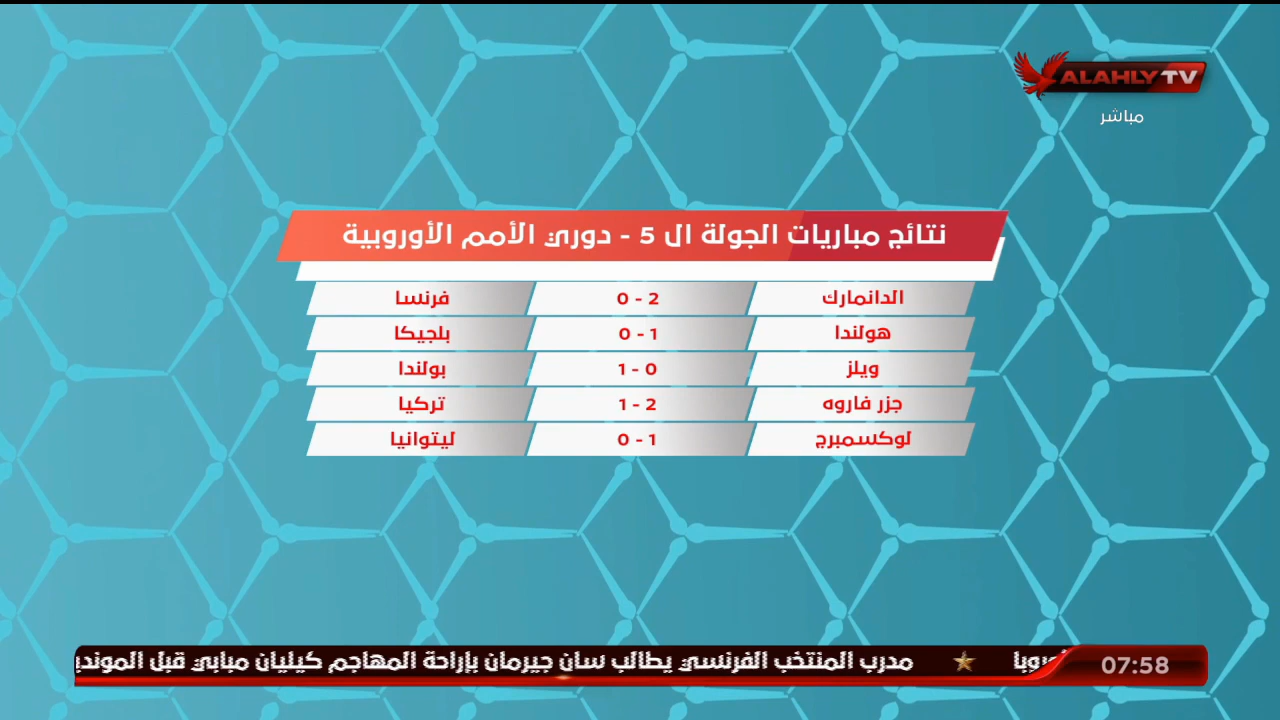 ALAHLY TV
مباشر
نتائج مباريات الجولة ال 5 - دوري الأمم الأوروبية
الدانمارك 0 - 2 فرنسا
هولندا 0 - 1 بلجيكا
ويلز 1 - 0 بولندا
جزر فاروه 1 - 2 تركيا
لوكسمبرج 0 - 1 ليتوانيا
مدرب المنتخب الفرنسي يطالب سان جيرمان بإراحة المهاجم كيليان مبابي قبل
07:58